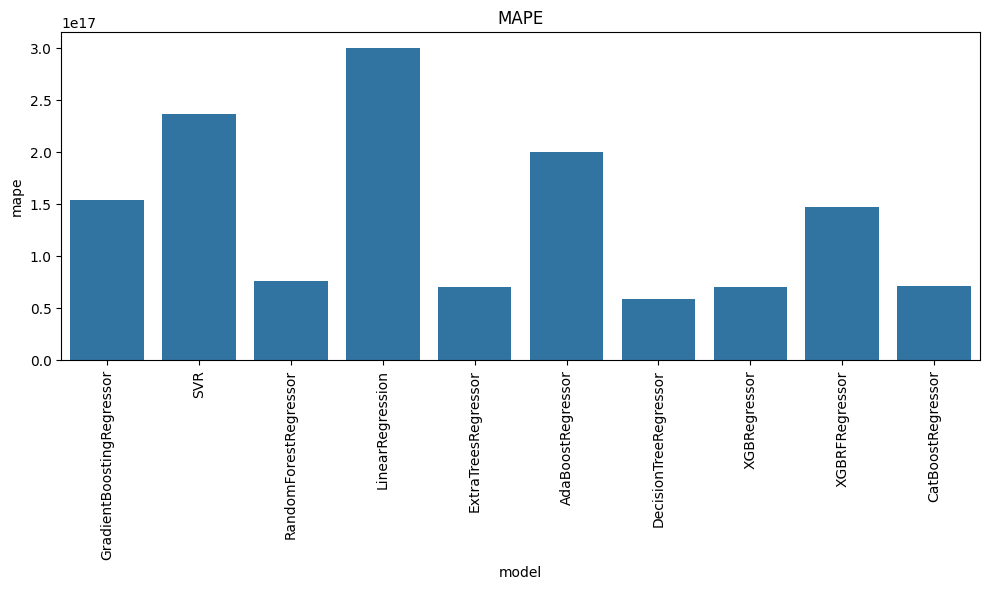 MAPE
1e17
3.0
2.5
2.0
1.5
1.0
0.5
0.0
mape
GradientBoostingRegressor
SVR
RandomForestRegressor
LinearRegression
ExtraTreesRegressor
AdaBoostRegressor
DecisionTreeRegressor
XGBRegressor
XGBRFRegressor
CatBoostRegressor
model